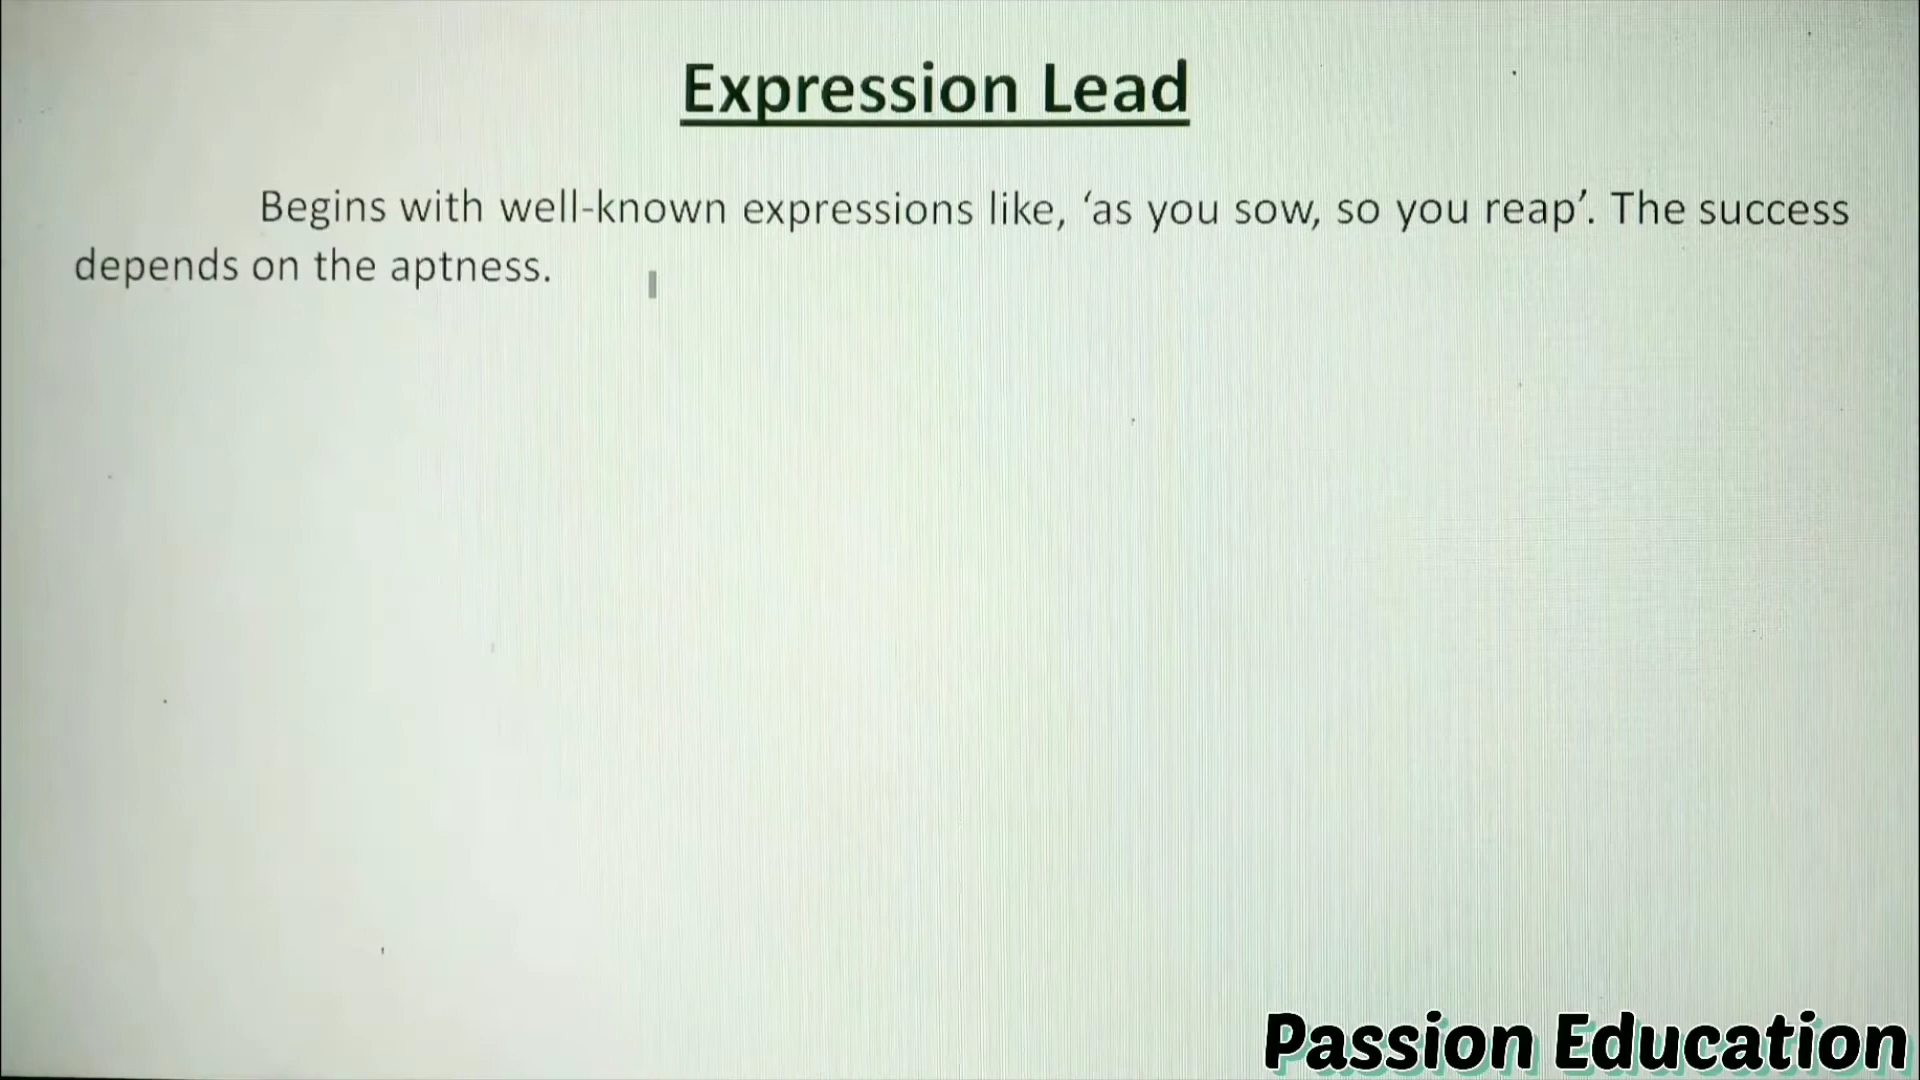 Expression Lead
Begins with well-known expressions like, ‘as you sow, so you reap’. The success
depends on the aptness.
Passion Education